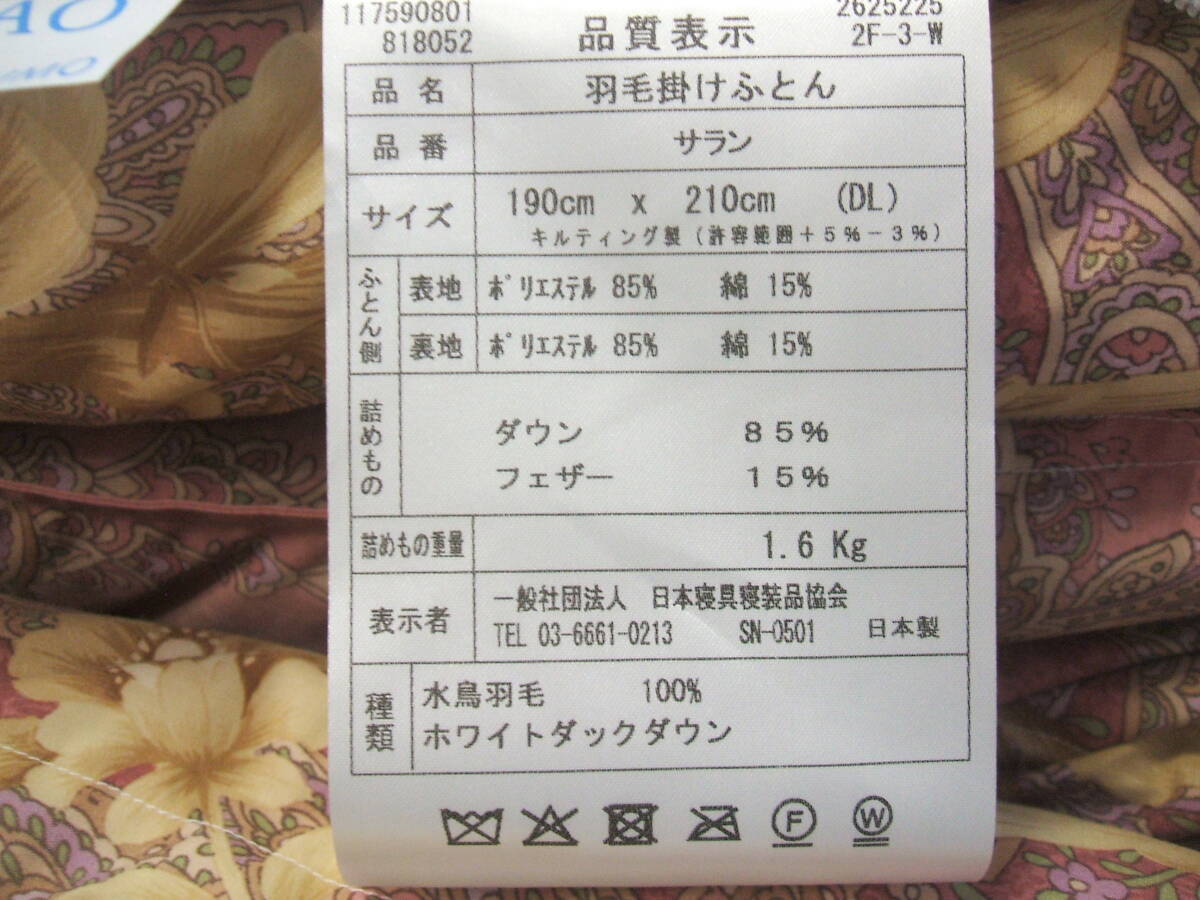 AO
UMO
117590801
818052
品質表示
2625225
2F-3-W
品名 羽毛掛けふとん
品番 サラン
サイズ 190cm x 210cm (DL)
キルティング製(許容範囲+5%-3%)
ふとん側
表地 ポリエステル 85% 綿 15%
裏地 ポリエステル 85% 綿 15%
詰めもの
ダウン 85%
フェザー 15%
詰めもの重量 1.6 Kg
表示者
一般社団法人 日本寝具寝装品協会
TEL 03-6661-0213 SN-0501 日本製
種類
水鳥羽毛 100%
ホワイトダックダウン
F W